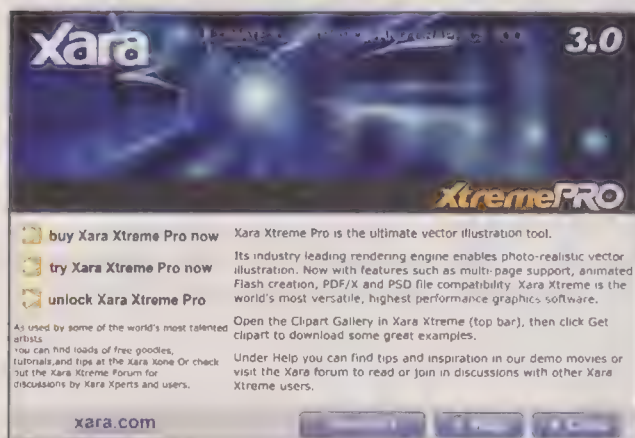 xara
3.0
XtremePRO
buy Xara Xtreme Pro now
try Xara Xtreme Pro now
unlock Xara Xtreme Pro
As used by some of the world's most talented
artists
You can find loads of free goodies,
tutorials,and tips at the Xara Xone Or check
out the Xara Xtreme Forum for
discussions by Xara Xperts and users.
xara.com
Xara Xtreme Pro is the ultimate vector illustration tool.
Its industry leading rendering engine enables photo-realistic vector
illustration. Now with features such as multi-page support, animated
Flash creation, PDF/X and PSD file compatibility. Xara Xtreme is the
world's most versatile, highest performance graphics software.
Open the Clipart Gallery in Xara Xtreme (top bar), then click Get
clipart to download some great examples.
Under Help you can find tips and inspiration in our demo movies or
visit the Xara forum to read or join in discussions with other Xara
Xtreme users.